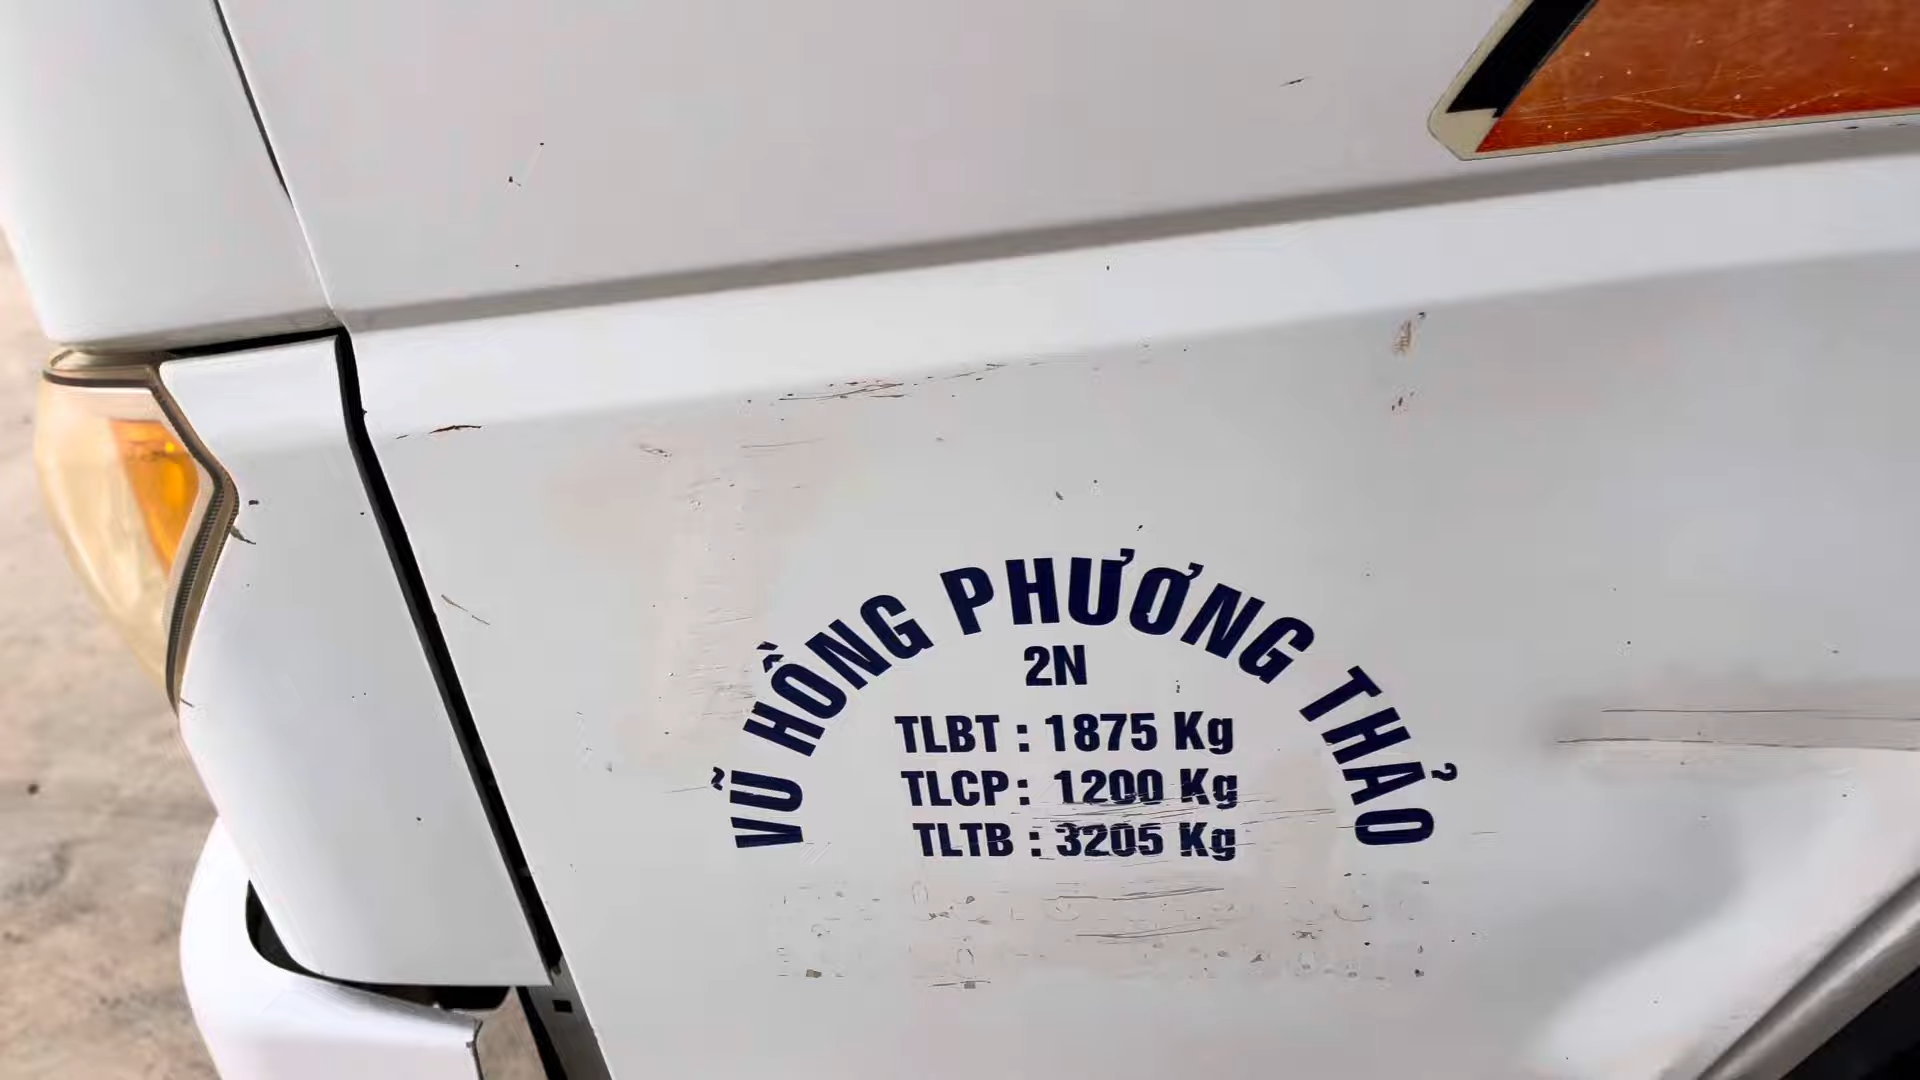 VŨ HỒNG PHƯƠNG THẢO
2N
TLBT : 1875 Kg
TLCP : 1200 Kg
TLTB : 3205 Kg